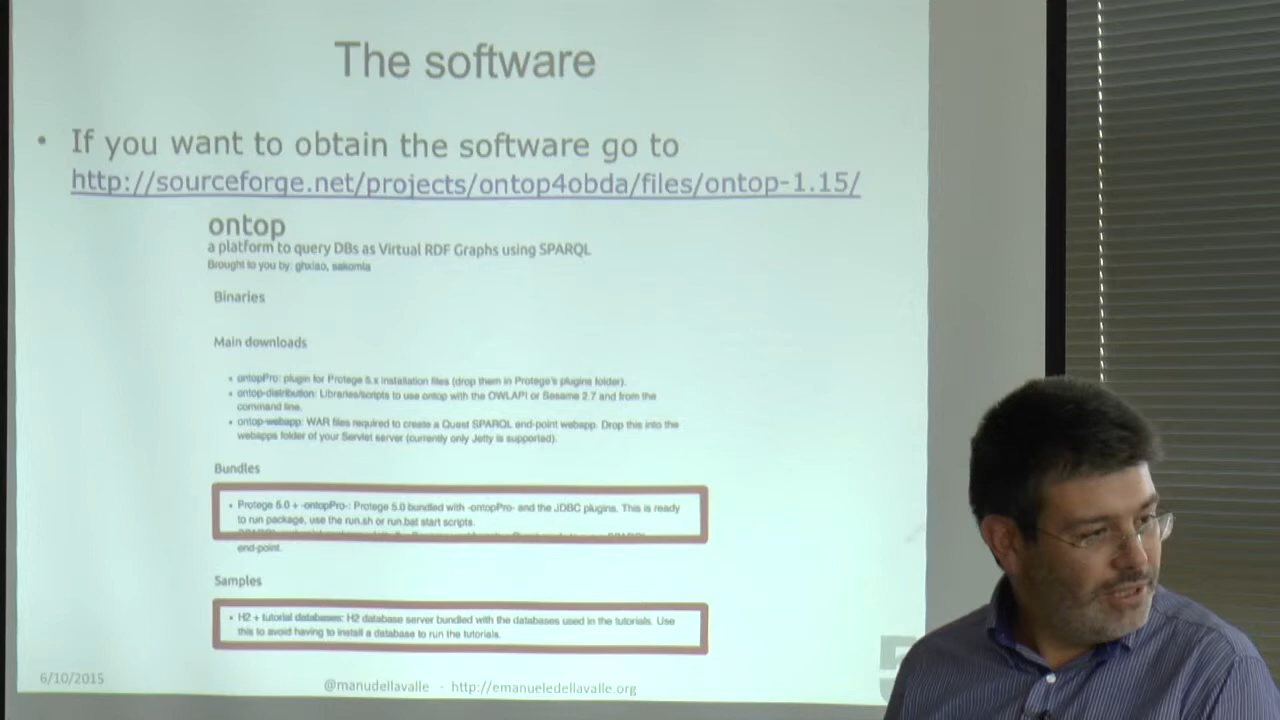 The software
• If you want to obtain the software go to
http://sourceforge.net/projects/ontop4obda/files/ontop-1.15/
ontop
a platform to query DBs as Virtual RDF Graphs using SPARQL
Brought to you by: ghxiao, sakomla
Binaries
Main downloads
• ontopPro: plugin for Protege 5.x installation files (drop them in Protege's plugins folder).
• ontop-distribution: Libraries/scripts to use ontop with the OWLAPI or Sesame 2.7 and from the
command line.
• ontop-webapp: WAR files required to create a Quest SPARQL end-point webapp. Drop this into the
webapps folder of your Servlet server (currently only Jetty is supported).
Bundles
• Protege 5.0 + -ontopPro-: Protege 5.0 bundled with -ontopPro- and the JDBC plugins. This is ready
to run package, use the run.sh or run.bat start scripts.
end-point.
Samples
• H2 + tutorial databases: H2 database server bundled with the databases used in the tutorials. Use
this to avoid having to install a database to run the tutorials.
6/10/2015
@manudellavalle - http://emanueledellavalle.org